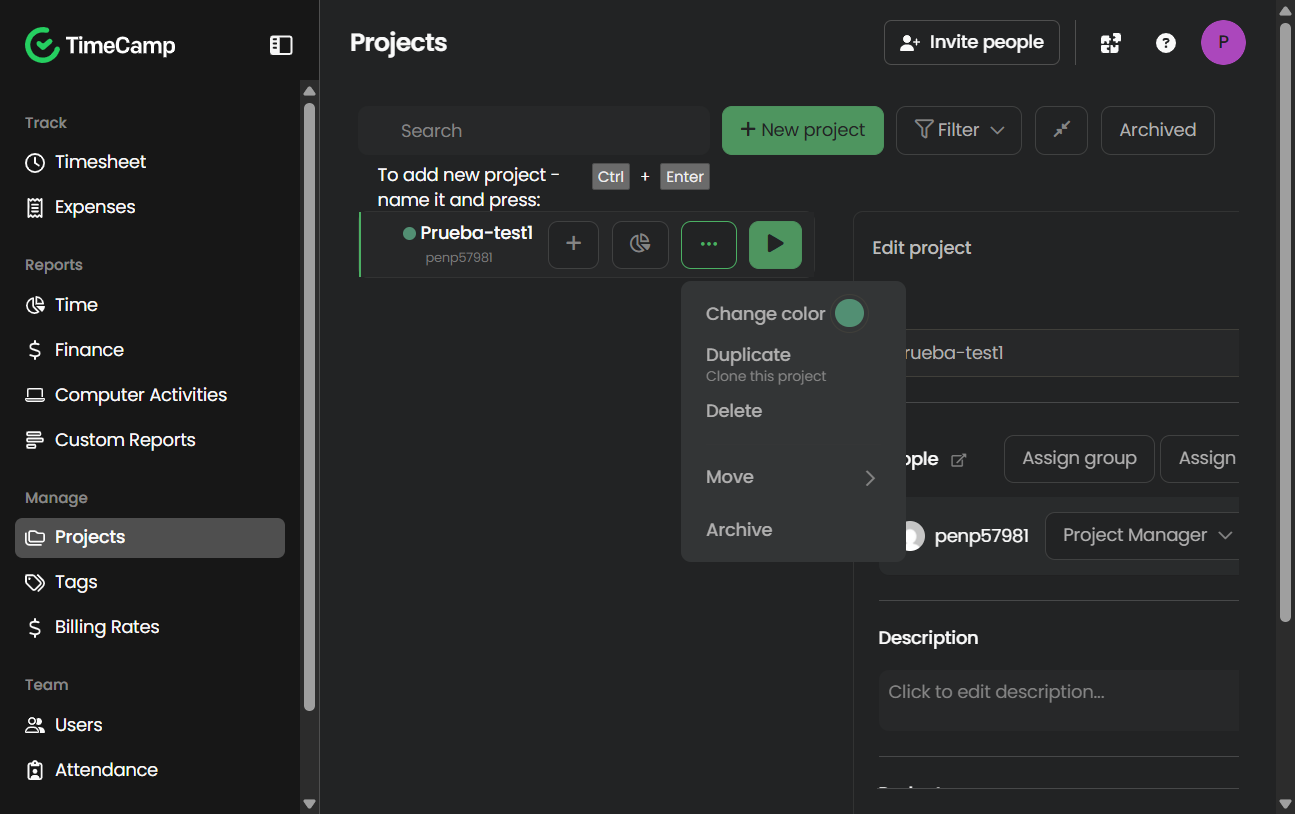 TimeCamp
Track
Timesheet
Expenses
Reports
Time
Finance
Computer Activities
Custom Reports
Manage
Projects
Tags
Billing Rates
Team
Users
Attendance
Projects
Invite people
P
Search
New project
Filter
Archived
To add new project -
name it and press:
Ctrl + Enter
Prueba-test1
penp57981
Edit project
Change color
Duplicate
Clone this project
Delete
Move
Archive
rueba-test1
ople
Assign group
Assign
penp57981
Project Manager
Description
Click to edit description...